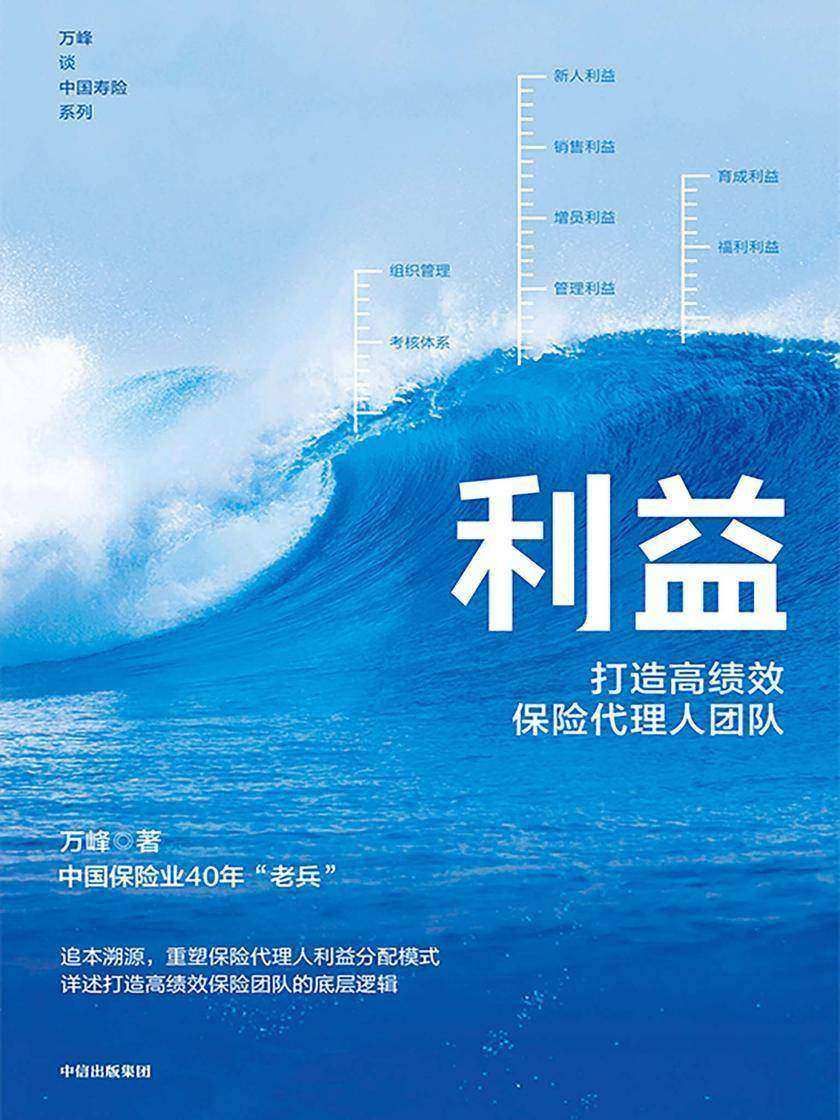 万峰
谈
中国寿险
系列
新人利益
销售利益
增员利益
管理利益
育成利益
福利利益
组织管理
考核体系
利益
打造高绩效
保险代理人团队
万峰◎著
中国保险业40年“老兵”
追本溯源，重塑保险代理人利益分配模式
详述打造高绩效保险团队的底层逻辑
中信出版集团